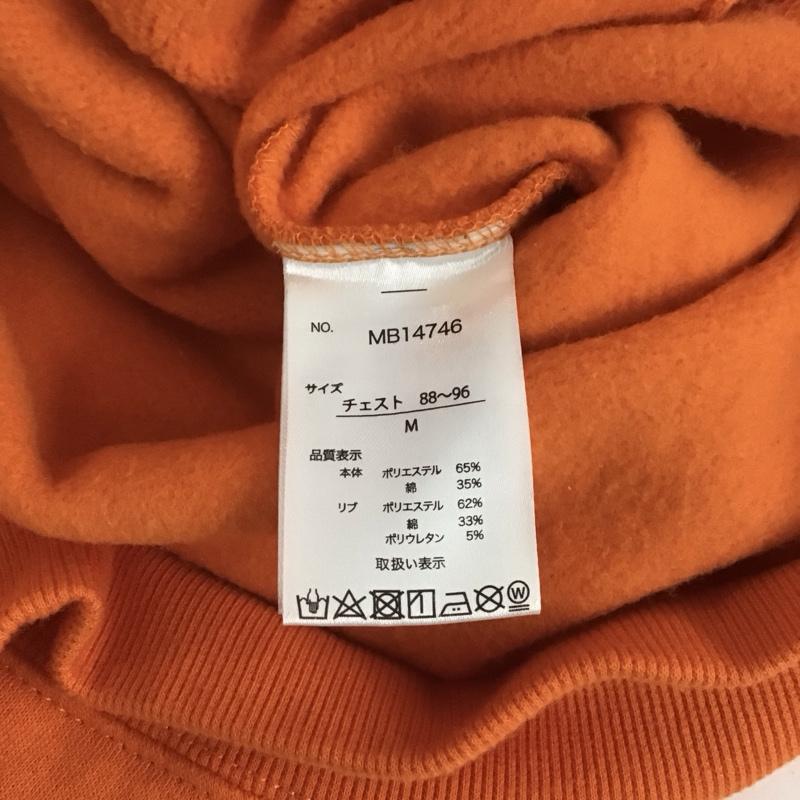 NO. MB14746
サイズ
チェスト 88〜96
M
品質表示
本体 ポリエステル 65%
綿 35%
リブ ポリエステル 62%
綿 33%
ポリウレタン 5%
取扱い表示
W